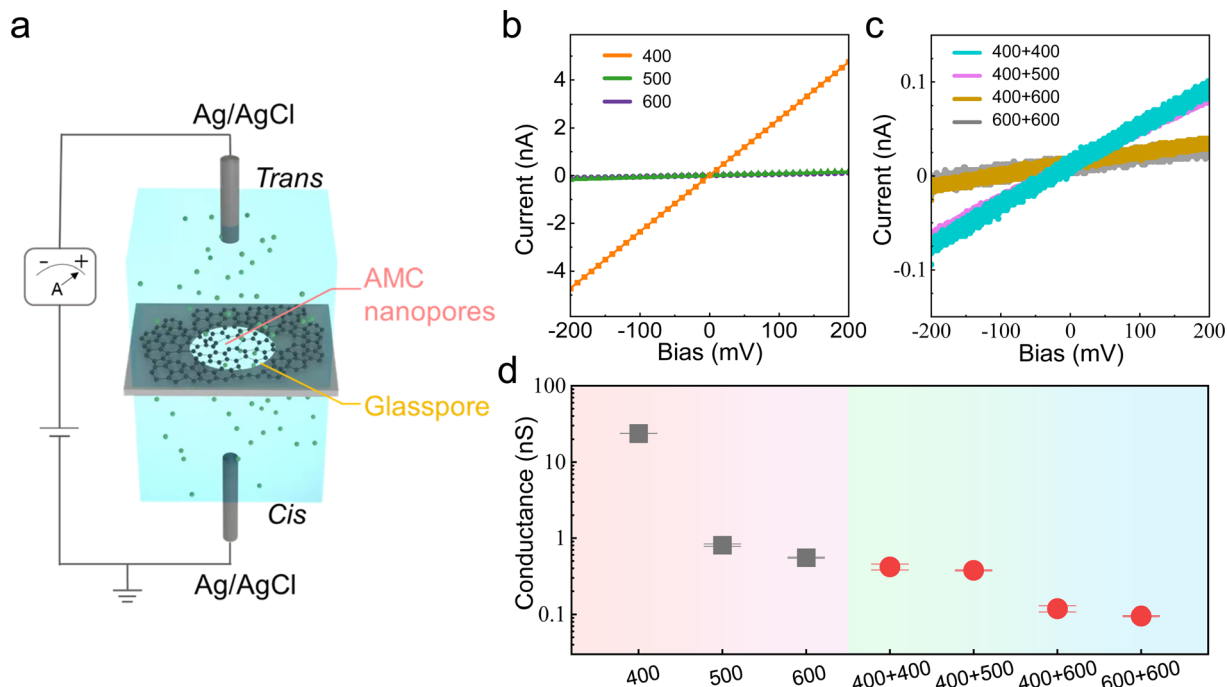 a
Ag/AgCl
Trans
- +
A
AMC
nanopores
Glasspore
Cis
Ag/AgCl
b
400
500
600
Current (nA)
4
2
0
-2
-4
-200 -100 0 100 200
Bias (mV)
c
400+400
400+500
400+600
600+600
Current (nA)
0.1
0
-0.1
-200 -100 0 100 200
Bias (mV)
d
Conductance (nS)
100
10
1
0.1
400 500 600 400+400 400+500 400+600 600+600